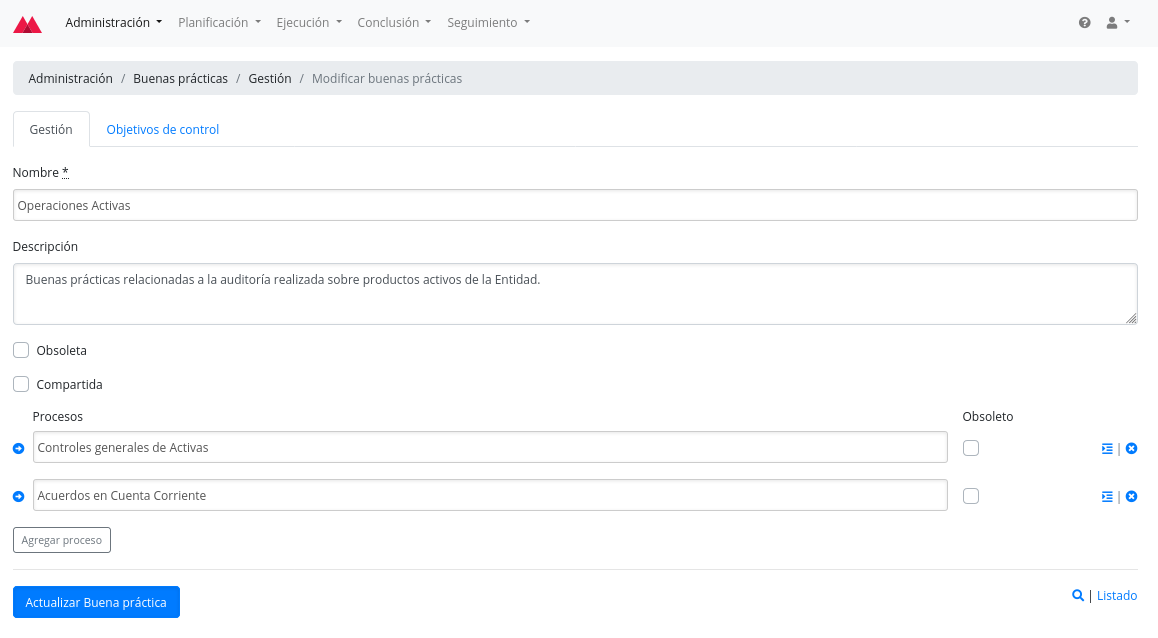 Administración Planificación Ejecución Conclusión Seguimiento
Administración / Buenas prácticas / Gestión / Modificar buenas prácticas
Gestión Objetivos de control
Nombre *
Operaciones Activas
Descripción
Buenas prácticas relacionadas a la auditoría realizada sobre productos activos de la Entidad.
Obsoleta
Compartida
Procesos Obsoleto
Controles generales de Activas |
Acuerdos en Cuenta Corriente |
Agregar proceso
Actualizar Buena práctica | Listado